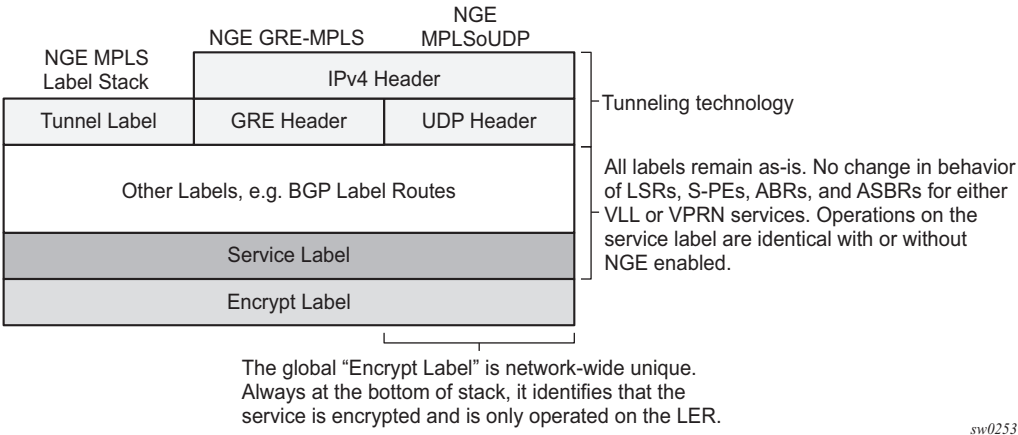 NGE
MPLSoUDP
NGE GRE-MPLS
NGE MPLS
Label Stack
IPv4 Header
Tunneling technology
Tunnel Label
GRE Header
UDP Header
All labels remain as-is. No change in behavior
of LSRs, S-PEs, ABRs, and ASBRs for either
VLL or VPRN services. Operations on the
service label are identical with or without
NGE enabled.
Other Labels, e.g. BGP Label Routes
Service Label
Encrypt Label
The global “Encrypt Label” is network-wide unique.
Always at the bottom of stack, it identifies that the
service is encrypted and is only operated on the LER.
sw0253